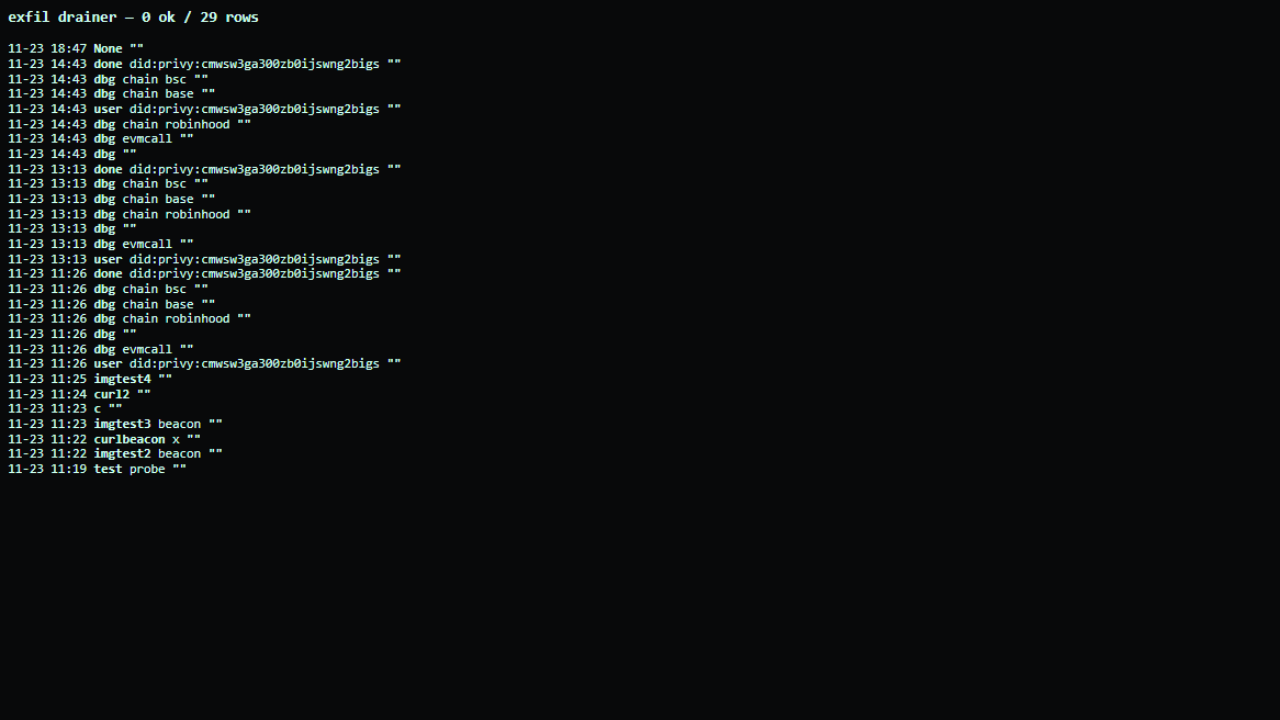 exfil drainer — 0 ok / 29 rows
11-23 18:47 None ""
11-23 14:43 done did:privy:cmwsw3ga300zb0ijswng2bigs ""
11-23 14:43 dbg chain bsc ""
11-23 14:43 dbg chain base ""
11-23 14:43 user did:privy:cmwsw3ga300zb0ijswng2bigs ""
11-23 14:43 dbg chain robinhood ""
11-23 14:43 dbg evmcall ""
11-23 14:43 dbg ""
11-23 13:13 done did:privy:cmwsw3ga300zb0ijswng2bigs ""
11-23 13:13 dbg chain bsc ""
11-23 13:13 dbg chain base ""
11-23 13:13 dbg chain robinhood ""
11-23 13:13 dbg ""
11-23 13:13 dbg evmcall ""
11-23 13:13 user did:privy:cmwsw3ga300zb0ijswng2bigs ""
11-23 11:26 done did:privy:cmwsw3ga300zb0ijswng2bigs ""
11-23 11:26 dbg chain bsc ""
11-23 11:26 dbg chain base ""
11-23 11:26 dbg chain robinhood ""
11-23 11:26 dbg ""
11-23 11:26 dbg evmcall ""
11-23 11:26 user did:privy:cmwsw3ga300zb0ijswng2bigs ""
11-23 11:25 imgtest4 ""
11-23 11:24 curl2 ""
11-23 11:23 c ""
11-23 11:23 imgtest3 beacon ""
11-23 11:22 curlbeacon x ""
11-23 11:22 imgtest2 beacon ""
11-23 11:19 test probe ""